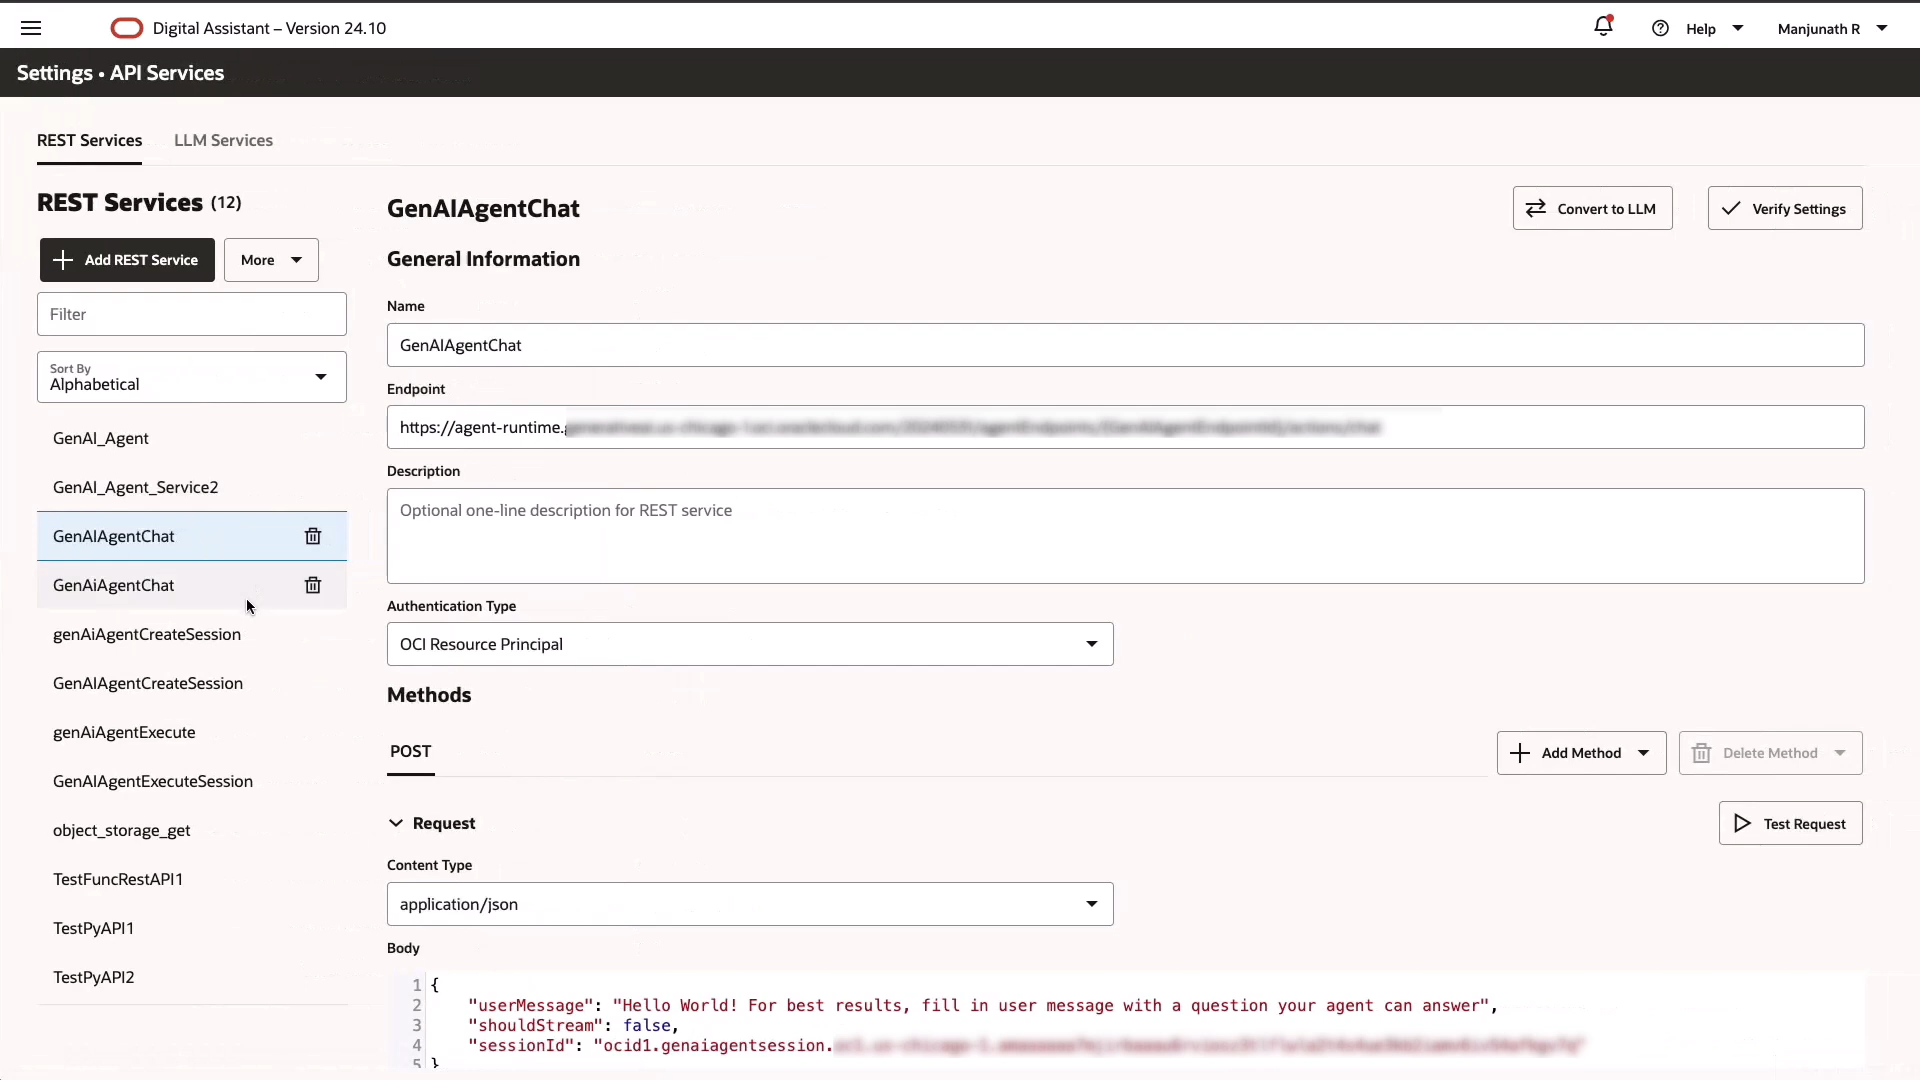 Digital Assistant – Version 24.10
Help
Manjunath R
Settings • API Services
REST Services
LLM Services
REST Services (12)
Add REST Service
More
Filter
Sort By
Alphabetical
GenAI_Agent
GenAI_Agent_Service2
GenAIAgentChat
GenAiAgentChat
genAiAgentCreateSession
GenAIAgentCreateSession
genAiAgentExecute
GenAIAgentExecuteSession
object_storage_get
TestFuncRestAPI1
TestPyAPI1
TestPyAPI2
GenAIAgentChat
Convert to LLM
Verify Settings
General Information
Name
GenAIAgentChat
Endpoint
https://agent-runtime.
Description
Optional one-line description for REST service
Authentication Type
OCI Resource Principal
Methods
POST
Add Method
Delete Method
Request
Test Request
Content Type
application/json
Body
1 {
2 "userMessage": "Hello World! For best results, fill in user message with a question your agent can answer",
3 "shouldStream": false,
4 "sessionId": "ocid1.genaiagentsession.
5 }